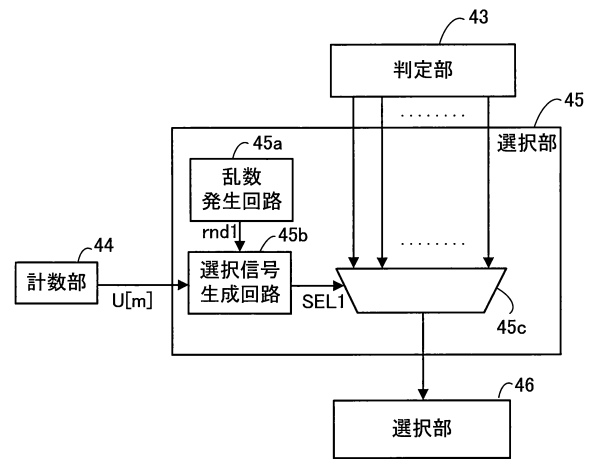 43
判定部
45
選択部
45a
乱数
発生回路
rnd1
45b
44
計数部
U[m]
選択信号
生成回路
SEL1
45c
46
選択部